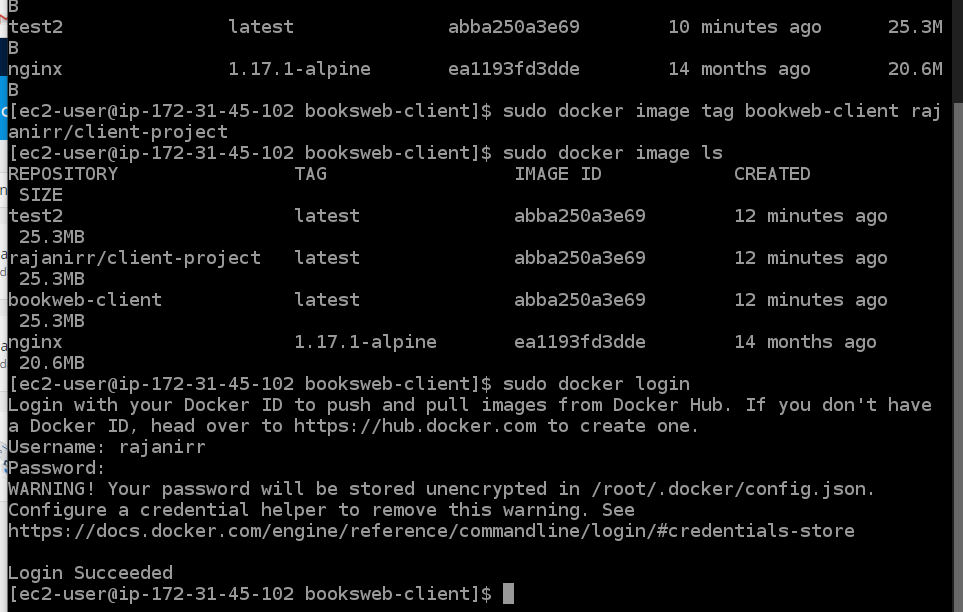 B
test2 latest abba250a3e69 10 minutes ago 25.3M
B
nginx 1.17.1-alpine ea1193fd3dde 14 months ago 20.6M
B
[ec2-user@ip-172-31-45-102 booksweb-client]$ sudo docker image tag bookweb-client raj
anirr/client-project
[ec2-user@ip-172-31-45-102 booksweb-client]$ sudo docker image ls
REPOSITORY TAG IMAGE ID CREATED
SIZE
test2 latest abba250a3e69 12 minutes ago
25.3MB
rajanirr/client-project latest abba250a3e69 12 minutes ago
25.3MB
bookweb-client latest abba250a3e69 12 minutes ago
25.3MB
nginx 1.17.1-alpine ea1193fd3dde 14 months ago
20.6MB
[ec2-user@ip-172-31-45-102 booksweb-client]$ sudo docker login
Login with your Docker ID to push and pull images from Docker Hub. If you don't have
a Docker ID, head over to https://hub.docker.com to create one.
Username: rajanirr
Password:
WARNING! Your password will be stored unencrypted in /root/.docker/config.json.
Configure a credential helper to remove this warning. See
https://docs.docker.com/engine/reference/commandline/login/#credentials-store
Login Succeeded
[ec2-user@ip-172-31-45-102 booksweb-client]$